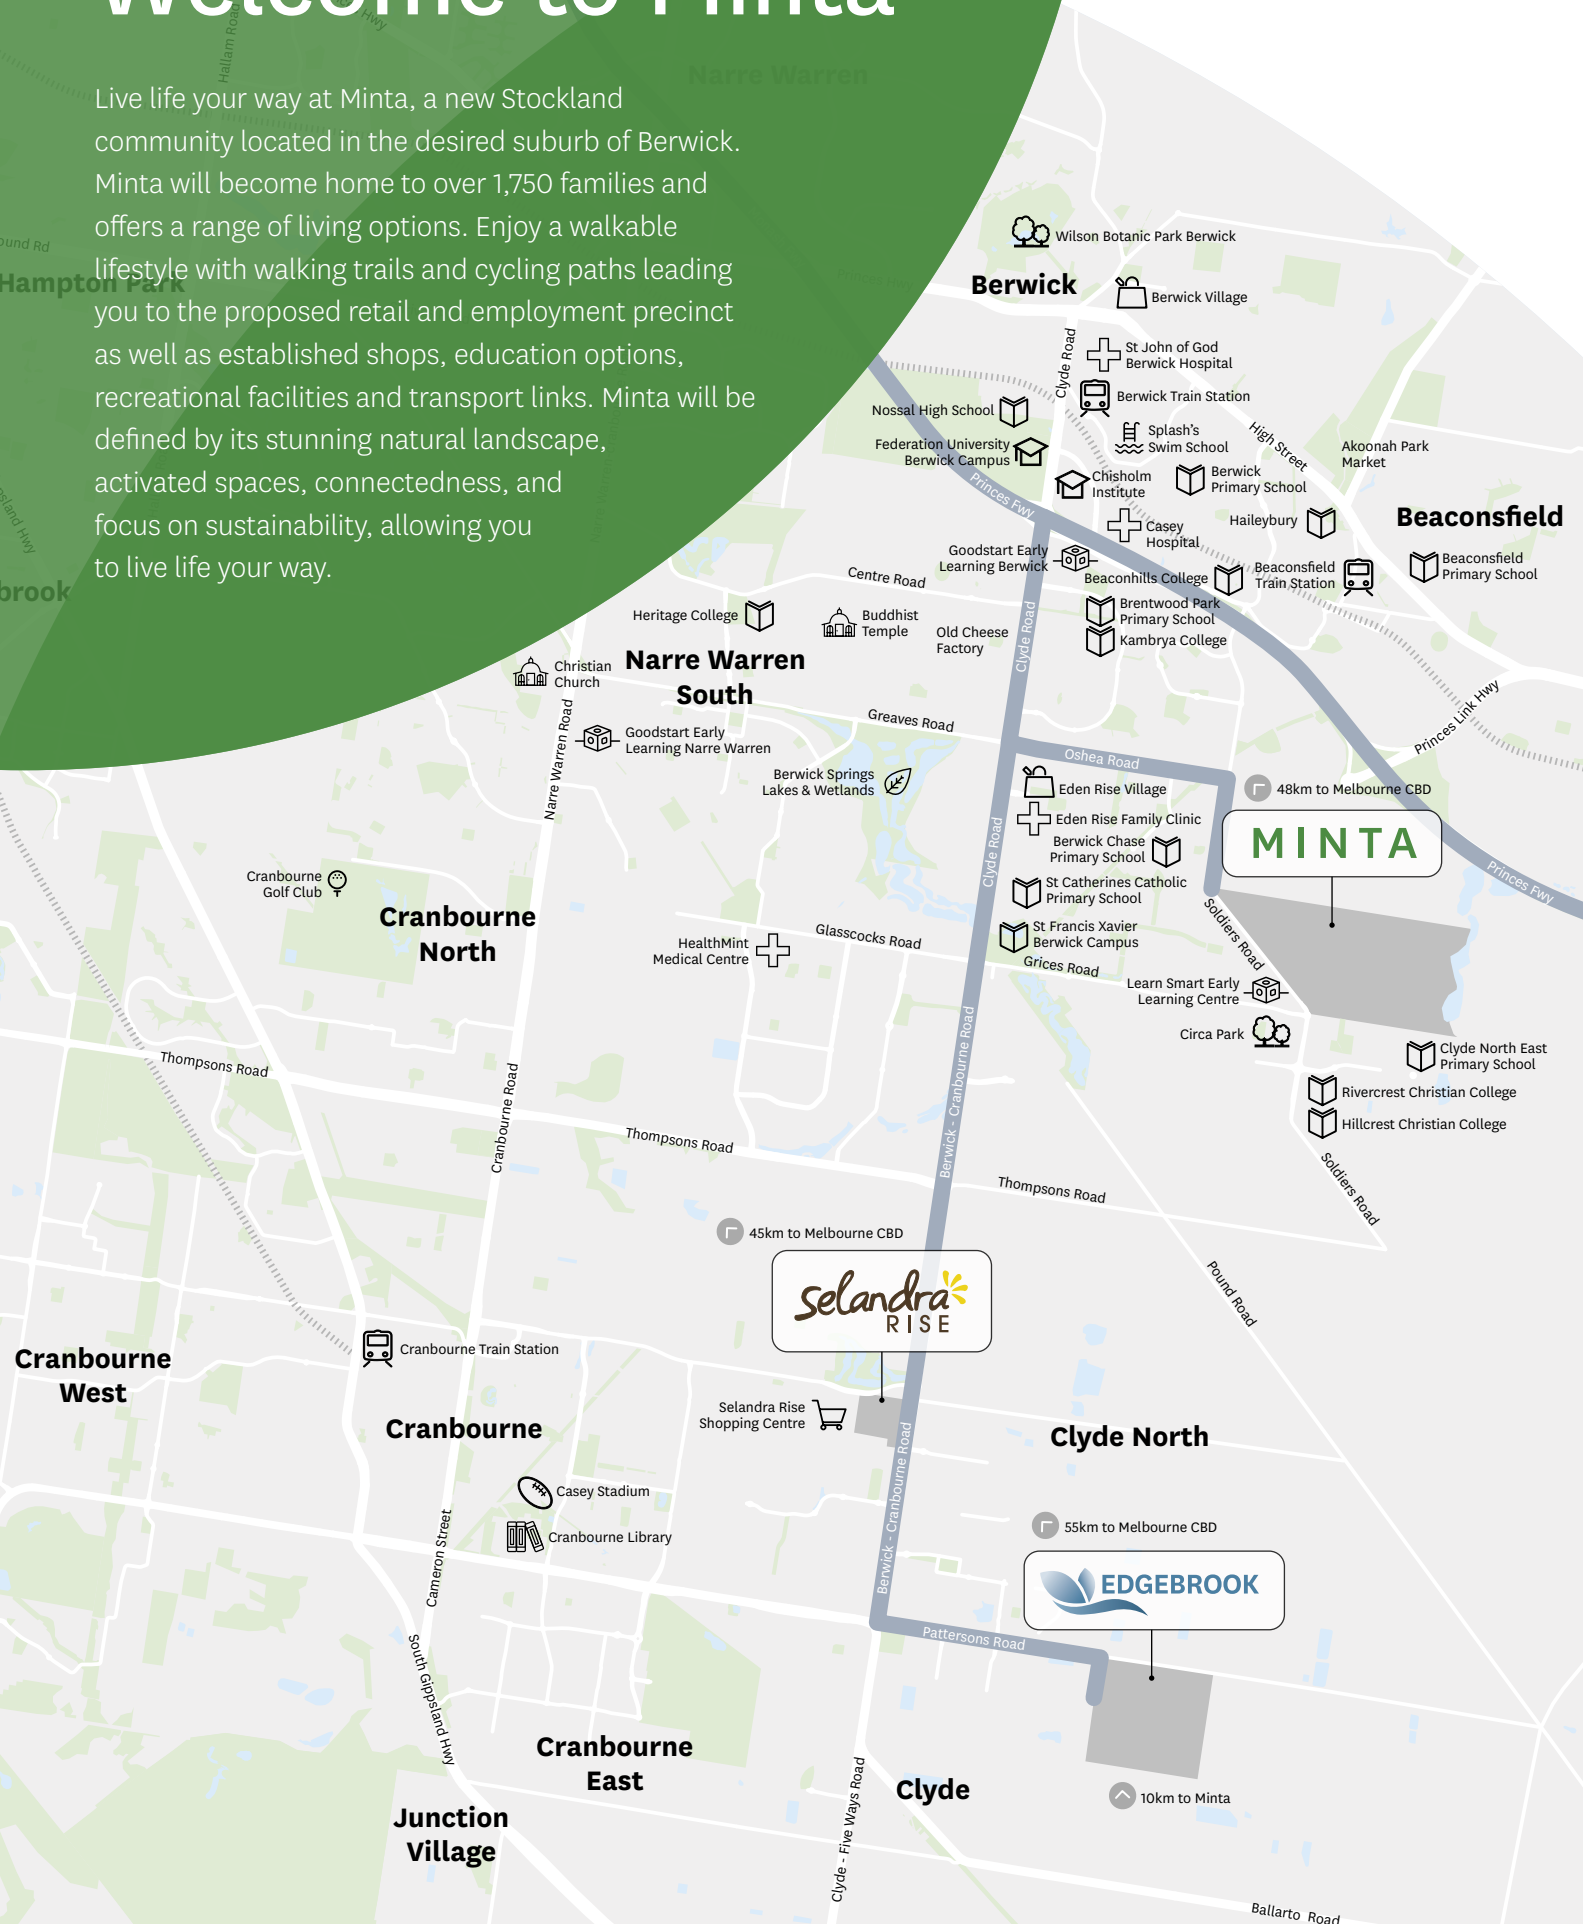 Welcome to Minta
Live life your way at Minta, a new Stockland
community located in the desired suburb of Berwick.
Minta will become home to over 1,750 families and
offers a range of living options. Enjoy a walkable
lifestyle with walking trails and cycling paths leading
you to the proposed retail and employment precinct
as well as established shops, education options,
recreational facilities and transport links. Minta will be
defined by its stunning natural landscape,
activated spaces, connectedness, and
focus on sustainability, allowing you
to live life your way.
Hallam Road
Hwy
Narre Warren
Hampton Park
Wilson Botanic Park Berwick
Berwick
Berwick Village
Clyde Road
St John of God
Berwick Hospital
Berwick Train Station
Nossal High School
Splash's
Swim School
High Street
Akoonah Park
Market
Federation University
Berwick Campus
Princes Fwy
Chisholm
Institute
Berwick
Primary School
Beaconsfield
Casey
Hospital
Haileybury
Goodstart Early
Learning Berwick
Beaconhills College
Beaconsfield
Train Station
Beaconsfield
Primary School
Centre Road
Heritage College
Buddhist
Temple
Old Cheese
Factory
Clyde Road
Brentwood Park
Primary School
Kambrya College
Christian
Church
Narre Warren
South
Princes Link Hwy
Narre Warren Road
Goodstart Early
Learning Narre Warren
Greaves Road
Oshea Road
Berwick Springs
Lakes & Wetlands
Eden Rise Village
48km to Melbourne CBD
Eden Rise Family Clinic
MINTA
Clyde Road
Berwick Chase
Primary School
Princes Fwy
Cranbourne
Golf Club
St Catherines Catholic
Primary School
Cranbourne
North
Soldiers Road
HealthMint
Medical Centre
Glasscocks Road
St Francis Xavier
Berwick Campus
Grices Road
Learn Smart Early
Learning Centre
Circa Park
Clyde North East
Primary School
Thompsons Road
Cranbourne Road
Berwick - Cranbourne Road
Rivercrest Christian College
Hillcrest Christian College
Thompsons Road
Thompsons Road
Soldiers Road
45km to Melbourne CBD
selandra
RISE
Pound Road
Cranbourne
West
Cranbourne Train Station
Selandra Rise
Shopping Centre
Cranbourne
Clyde North
Berwick - Cranbourne Road
Casey Stadium
Cranbourne Library
Cameron Street
55km to Melbourne CBD
EDGEBROOK
Pattersons Road
South Gippsland Hwy
Cranbourne
East
Clyde - Five Ways Road
Clyde
10km to Minta
Junction
Village
Ballarto Road